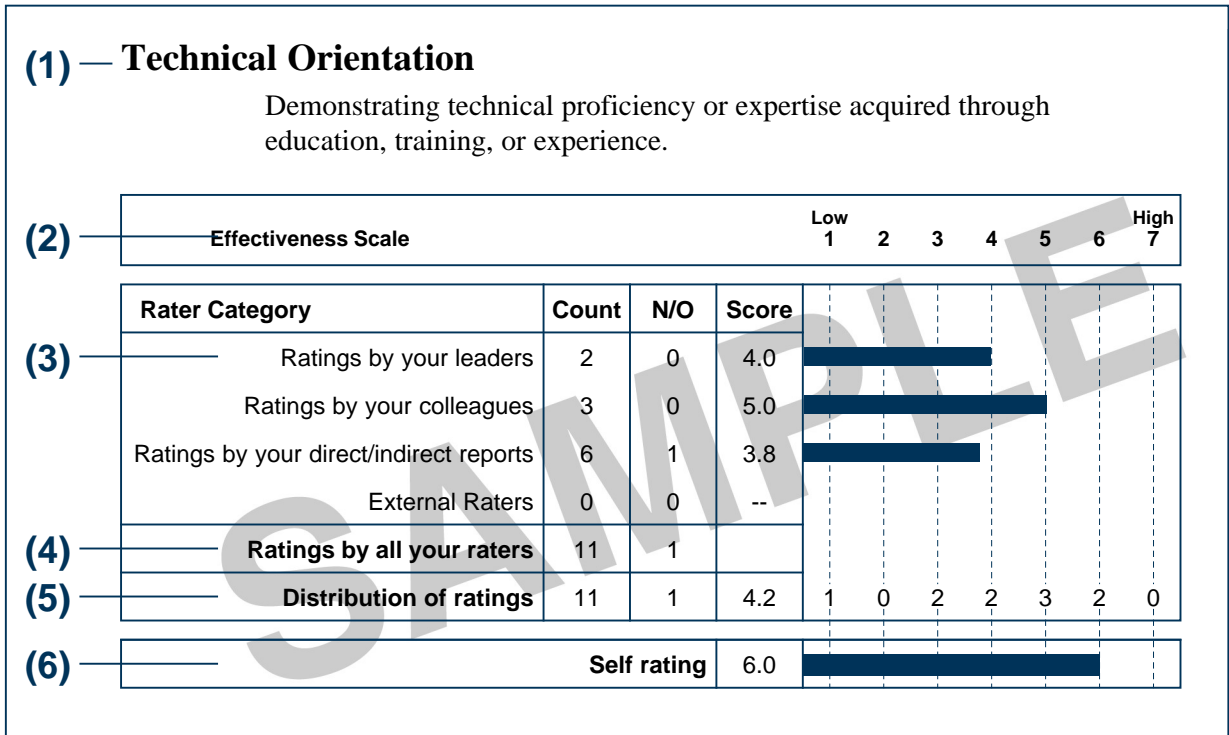 (1) Technical Orientation
Demonstrating technical proficiency or expertise acquired through
education, training, or experience.
Low High
(2) Effectiveness Scale 1 2 3 4 5 6 7
Rater Category Count N/O Score
(3) Ratings by your leaders 2 0 4.0
Ratings by your colleagues 3 0 5.0
Ratings by your direct/indirect reports 6 1 3.8
External Raters 0 0 --
(4) Ratings by all your raters 11 1
(5) Distribution of ratings 11 1 4.2 1 0 2 2 3 2 0
(6) Self rating 6.0
SAMPLE